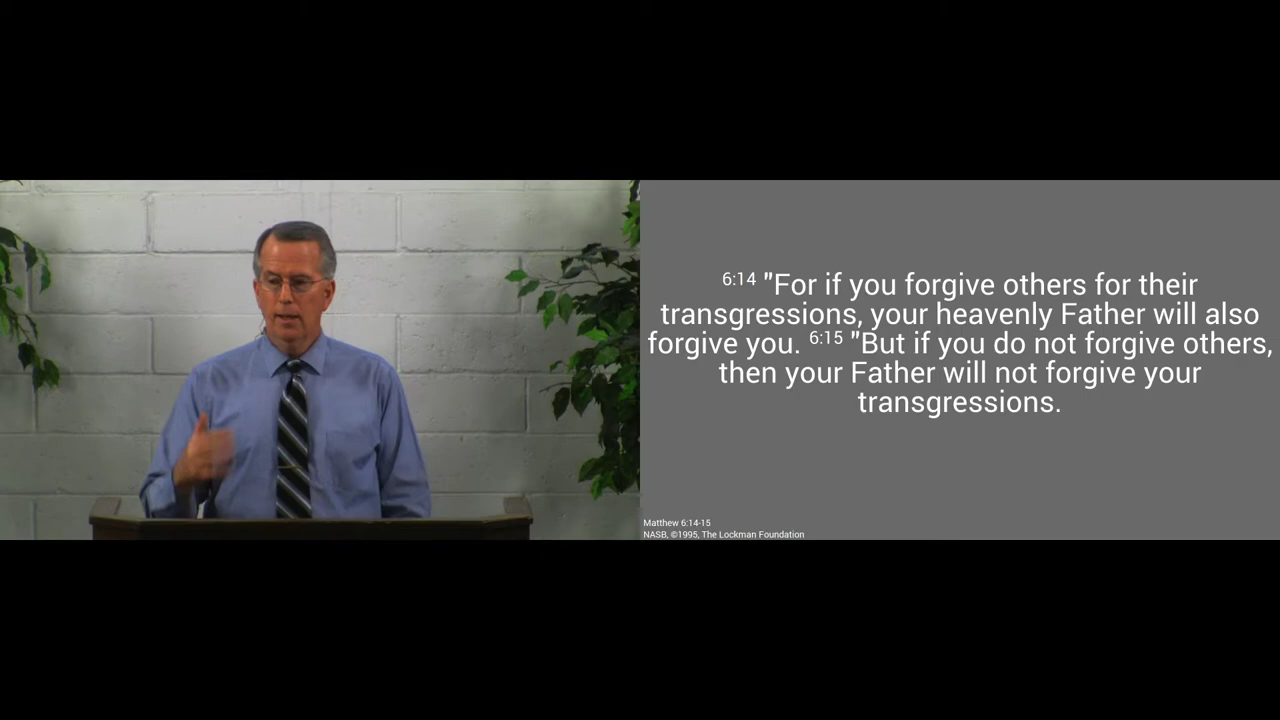 6:14 "For if you forgive others for their
transgressions, your heavenly Father will also
forgive you. 6:15 "But if you do not forgive others,
then your Father will not forgive your
transgressions.
Matthew 6:14-15
NASB, ©1995, The Lockman Foundation